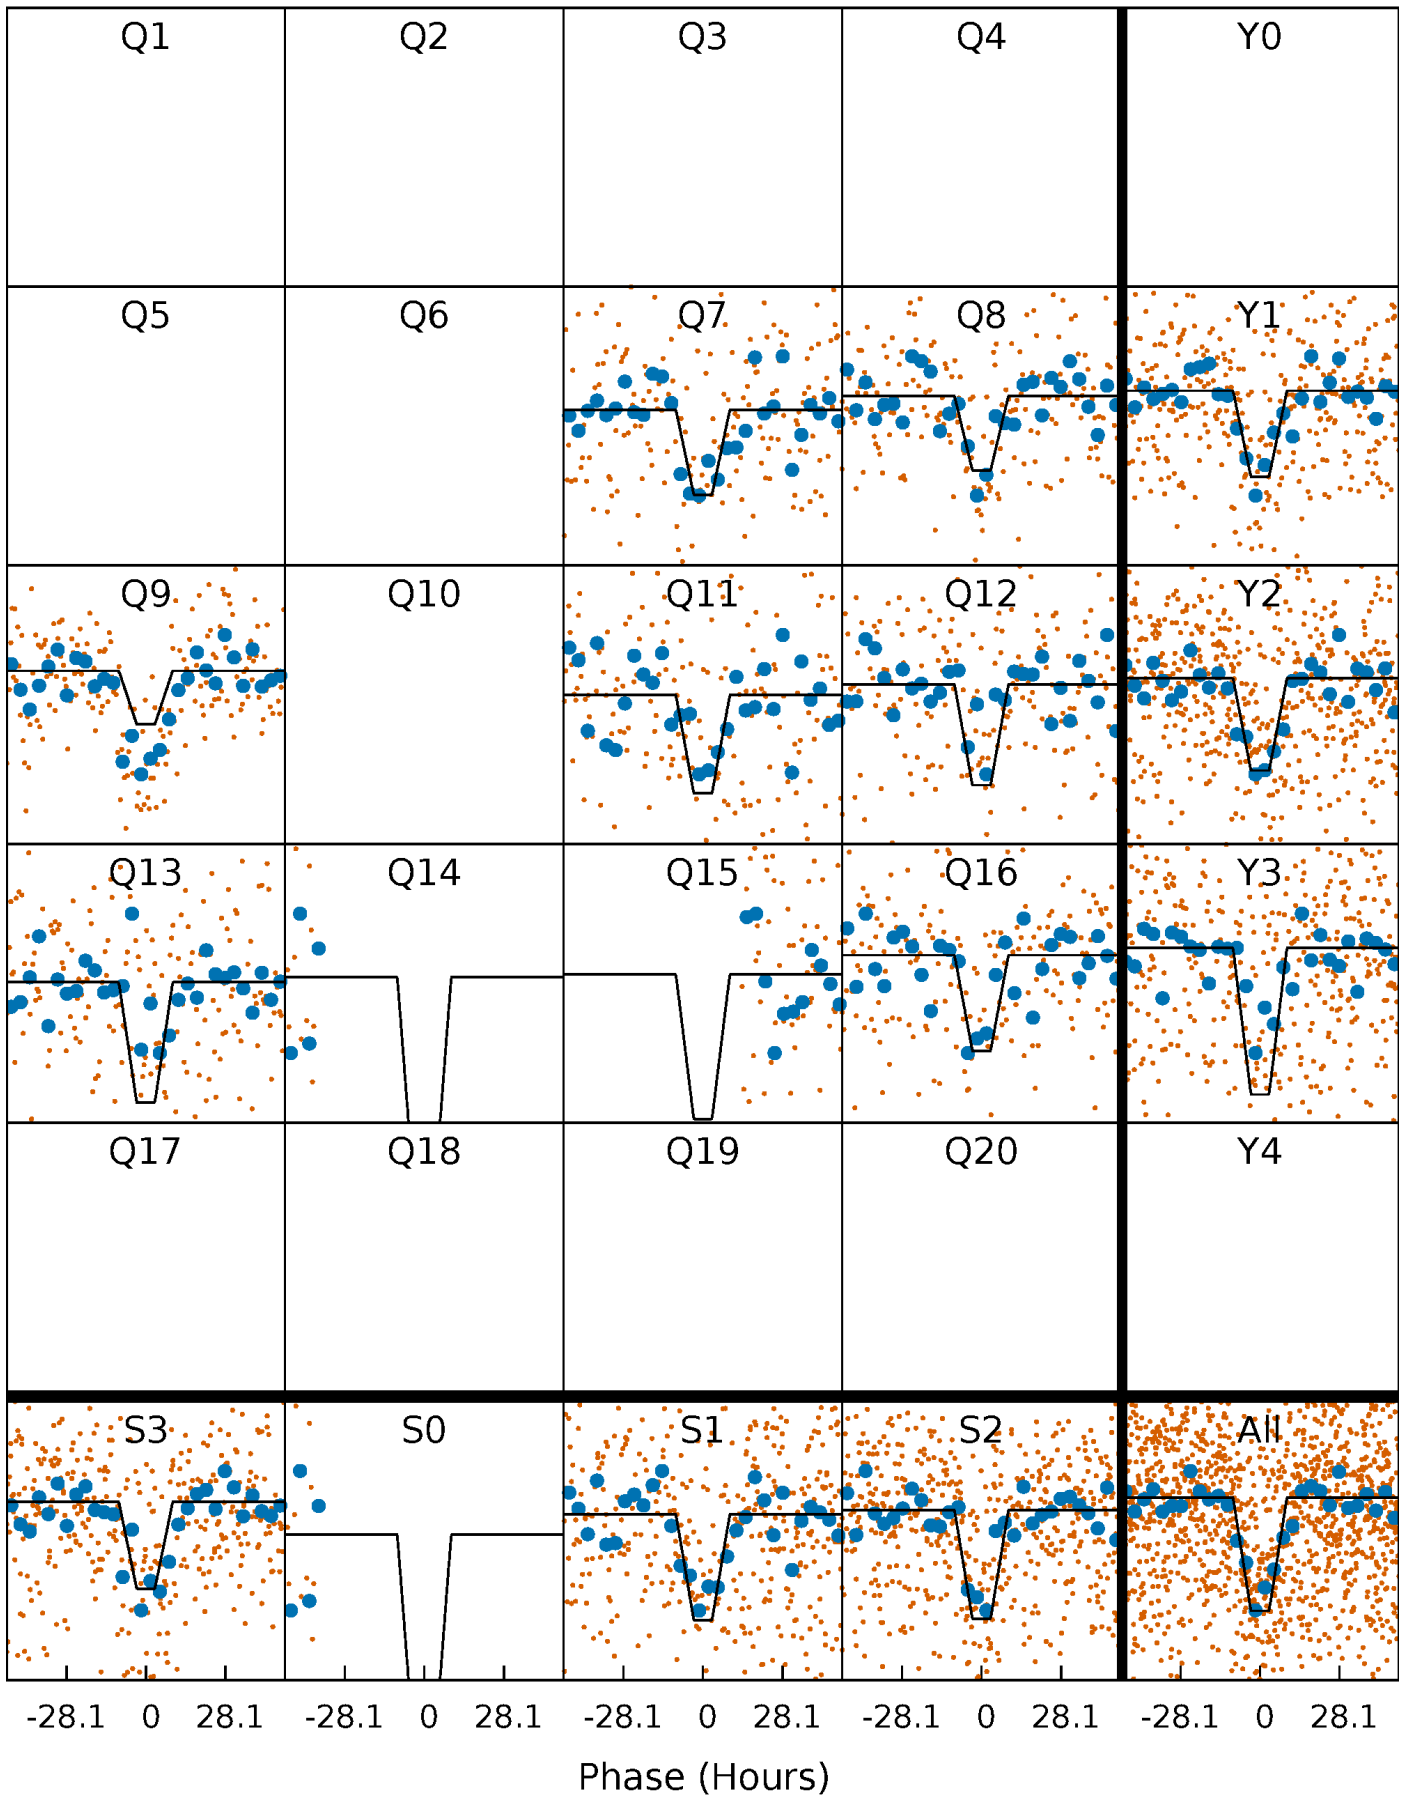 Q1 Q2 Q3 Q4 Y0
Q5 Q6 Q7 Q8 Y1
Q9 Q10 Q11 Q12 Y2
Q13 Q14 Q15 Q16 Y3
Q17 Q18 Q19 Q20 Y4
S3 S0 S1 S2 All
-28.1 0 28.1 -28.1 0 28.1 -28.1 0 28.1 -28.1 0 28.1 -28.1 0 28.1
Phase (Hours)